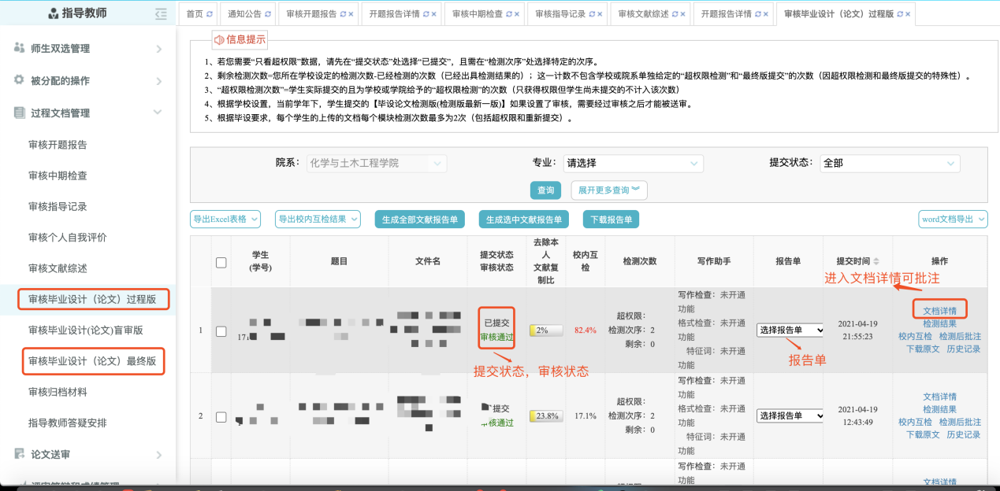 指导教师
首页
通知公告
审核开题报告
开题报告详情
审核中期检查
审核指导记录
审核文献综述
开题报告详情
审核毕业设计（论文）过程版
师生双选管理
被分配的操作
过程文档管理
审核开题报告
审核中期检查
审核指导记录
审核个人自我评价
审核文献综述
审核毕业设计（论文）过程版
审核毕业设计(论文)盲审版
审核毕业设计（论文）最终版
审核归档材料
指导教师答疑安排
论文送审
信息提示
1、若您需要“只看超权限”数据，请先在“提交状态”处选择“已提交”，且需在“检测次序”处选择特定的次序。
2、剩余检测次数=您所在学校设定的检测次数-已经检测的次数（已经出具检测结果的）；这一计数不包含学校或院系单独给定的“超权限检测”和“最终版提交”的次数（因超权限检测和最终版提交的特殊性）。
3、“超权限检测次数”=学生实际提交的且为学校或学院给予的“超权限检测”的次数（只获得权限但学生尚未提交的不计入该次数）
4、根据学校设置，当前学年下，学生提交的【毕设论文检测版(检测版最新一版)】如果设置了审核，需要经过审核之后才能被送审。
5、根据毕设要求，每个学生的上传的文档每个模块检测次数最多为2次（包括超权限和重新提交）。
院系： 化学与土木工程学院 专业： 请选择 提交状态： 全部
查询 展开更多查询
导出Excel表格 导出校内互检结果 生成全部文献报告单 生成选中文献报告单 下载报告单 word文档导出
学生
(学号)
题目
文件名
提交状态
审核状态
去除本
人
文献复
制比
校内互
检
检测次数
写作助手
报告单
提交时间
操作
进入文档详情可批注
1
171
已提交
审核通过
2%
82.4%
超权限：
检测次序：2
剩余：0
写作检查：未开通
功能
格式检查：未开通
功能
特征词：未开通
功能
选择报告单
2021-04-19
21:55:23
文档详情
检测结果
校内互检 检测后批注
下载原文 历史记录
提交状态，审核状态
报告单
2
提交
核通过
23.8%
17.1%
超权限：
检测次序：2
剩余：0
写作检查：未开通
功能
格式检查：未开通
功能
特征词：未开通
功能
选择报告单
2021-04-19
12:43:49
文档详情
检测结果
校内互检 检测后批注
下载原文 历史记录
写作检查：未开通
功能
文档详情